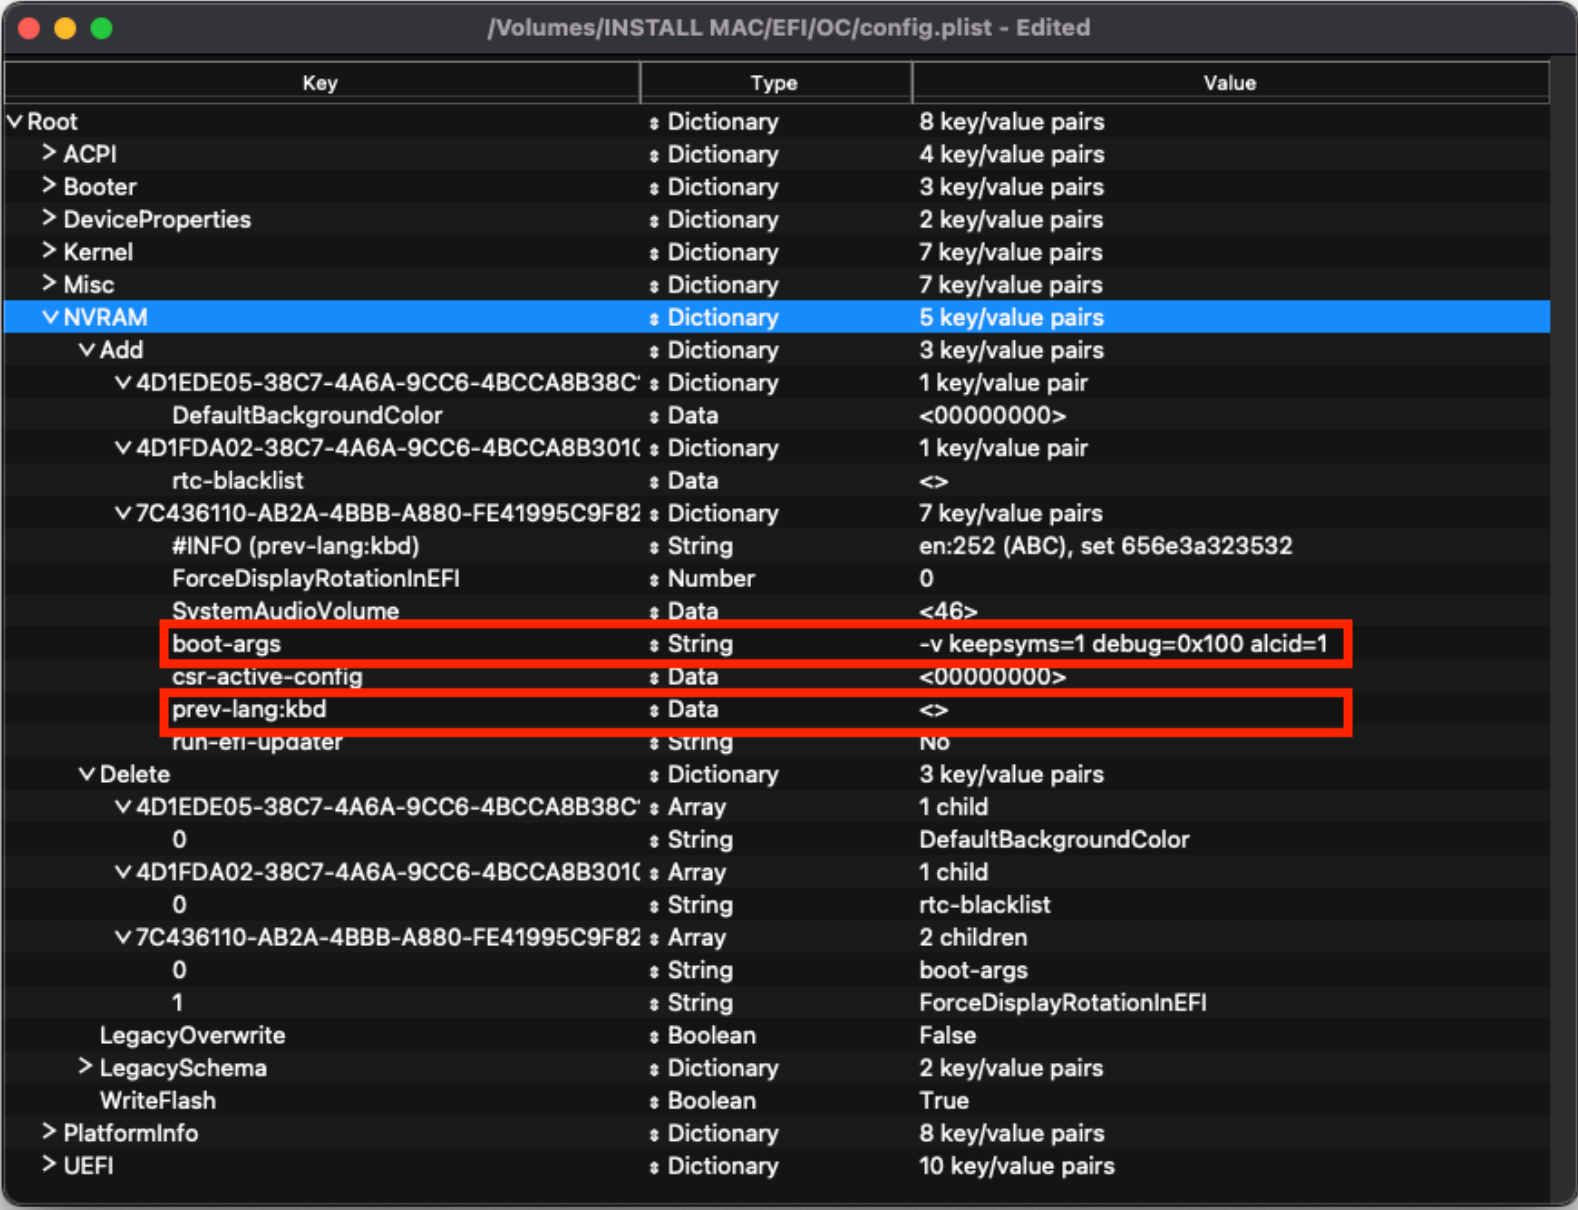 /Volumes/INSTALL MAC/EFI/OC/config.plist - Edited
Key Type Value
Root Dictionary 8 key/value pairs
ACPI Dictionary 4 key/value pairs
Booter Dictionary 3 key/value pairs
DeviceProperties Dictionary 2 key/value pairs
Kernel Dictionary 7 key/value pairs
Misc Dictionary 7 key/value pairs
NVRAM Dictionary 5 key/value pairs
Add Dictionary 3 key/value pairs
4D1EDE05-38C7-4A6A-9CC6-4BCCA8B38C1 Dictionary 1 key/value pair
DefaultBackgroundColor Data <00000000>
4D1FDA02-38C7-4A6A-9CC6-4BCCA8B3010 Dictionary 1 key/value pair
rtc-blacklist Data <>
7C436110-AB2A-4BBB-A880-FE41995C9F82 Dictionary 7 key/value pairs
#INFO (prev-lang:kbd) String en:252 (ABC), set 656e3a323532
ForceDisplayRotationInEFI Number 0
SystemAudioVolume Data <46>
boot-args String -v keepsyms=1 debug=0x100 alcid=1
csr-active-config Data <00000000>
prev-lang:kbd Data <>
run-efi-updater String No
Delete Dictionary 3 key/value pairs
4D1EDE05-38C7-4A6A-9CC6-4BCCA8B38C1 Array 1 child
0 String DefaultBackgroundColor
4D1FDA02-38C7-4A6A-9CC6-4BCCA8B3010 Array 1 child
0 String rtc-blacklist
7C436110-AB2A-4BBB-A880-FE41995C9F82 Array 2 children
0 String boot-args
1 String ForceDisplayRotationInEFI
LegacyOverwrite Boolean False
LegacySchema Dictionary 2 key/value pairs
WriteFlash Boolean True
PlatformInfo Dictionary 8 key/value pairs
UEFI Dictionary 10 key/value pairs